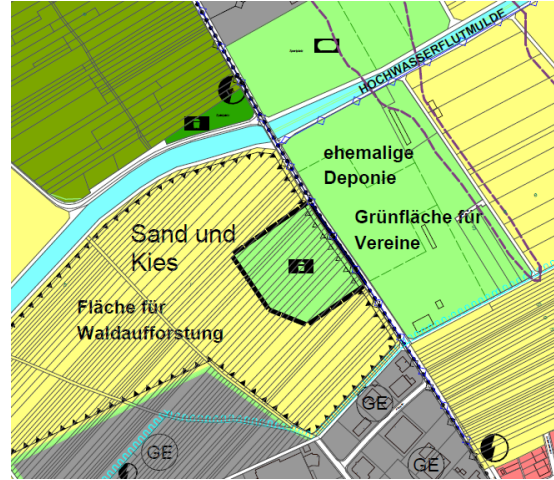 HOCHWASSERFLUTMULDE
ehemalige
Deponie
Grünfläche für
Vereine
Sand und
Kies
Fläche für
Waldaufforstung
GE
GE
GE